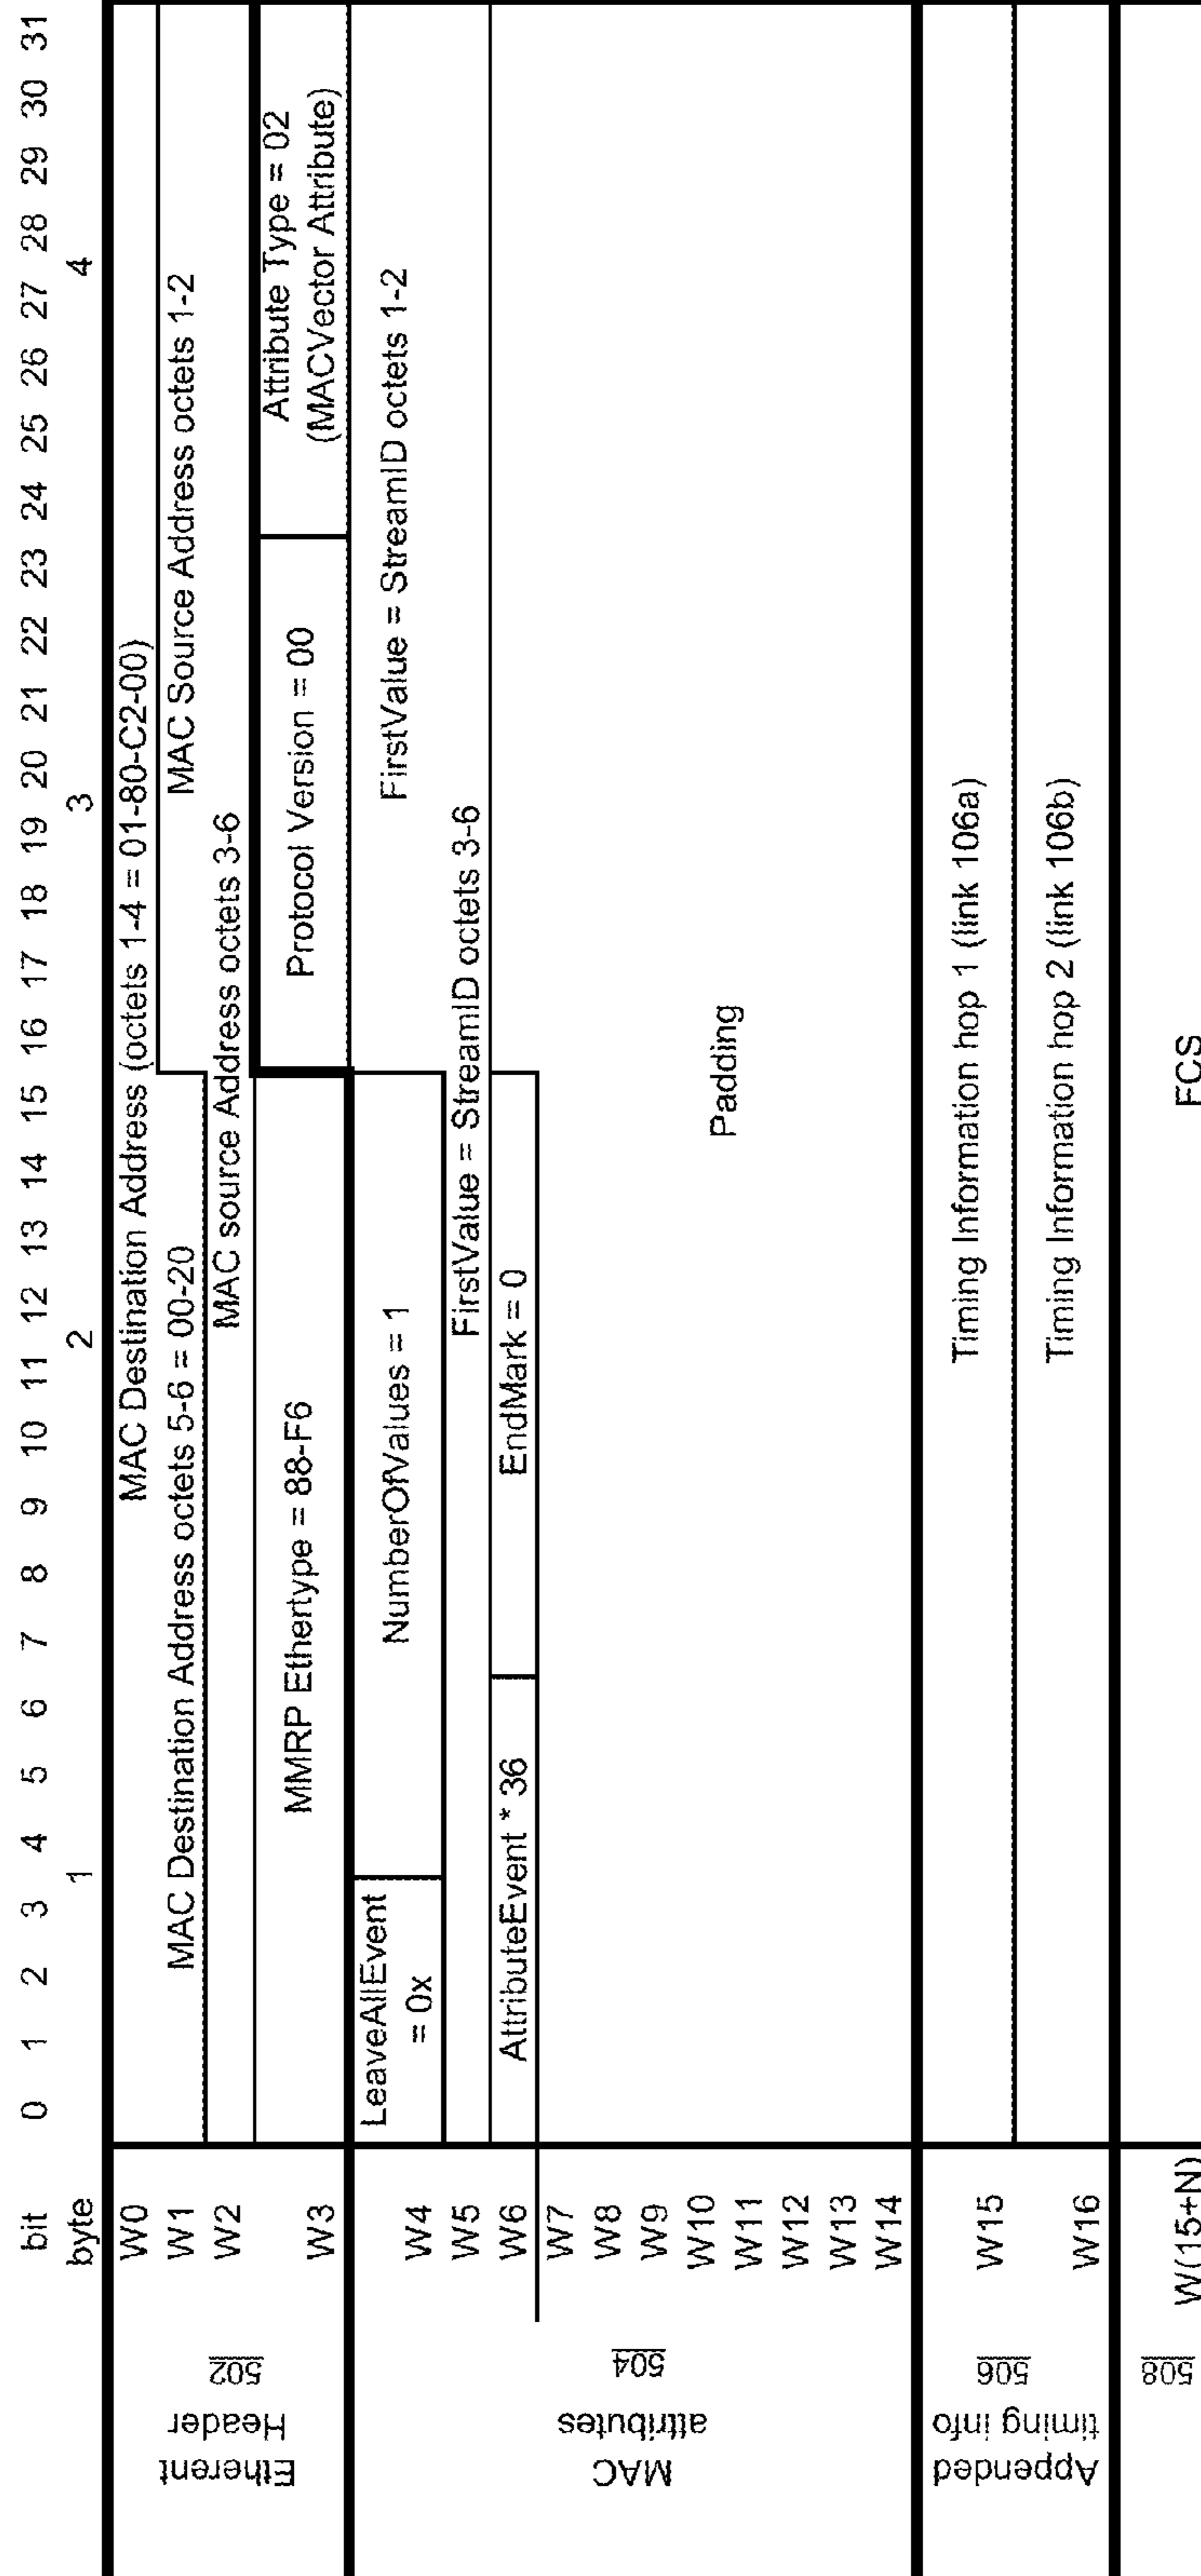 bit 0 1 2 3 4 5 6 7 8 9 10 11 12 13 14 15 16 17 18 19 20 21 22 23 24 25 26 27 28 29 30 31
byte 1 2 3 4
Etherent
Header
502
W0 MAC Destination Address (octets 1-4 = 01-80-C2-00)
W1 MAC Destination Address octets 5-6 = 00-20 MAC Source Address octets 1-2
W2 MAC source Address octets 3-6
W3 MMRP Ethertype = 88-F6 Protocol Version = 00 Attribute Type = 02
(MACVector Attribute)
MAC
attributes
504
W4 LeaveAllEvent
= 0x
NumberOfValues = 1 FirstValue = StreamID octets 1-2
W5 FirstValue = StreamID octets 3-6
W6 AttributeEvent * 36 EndMark = 0
W7
W8
W9
W10 Padding
W11
W12
W13
W14
Appended
timing info
506
W15 Timing Information hop 1 (link 106a)
W16 Timing Information hop 2 (link 106b)
508
W(15+N) FCS